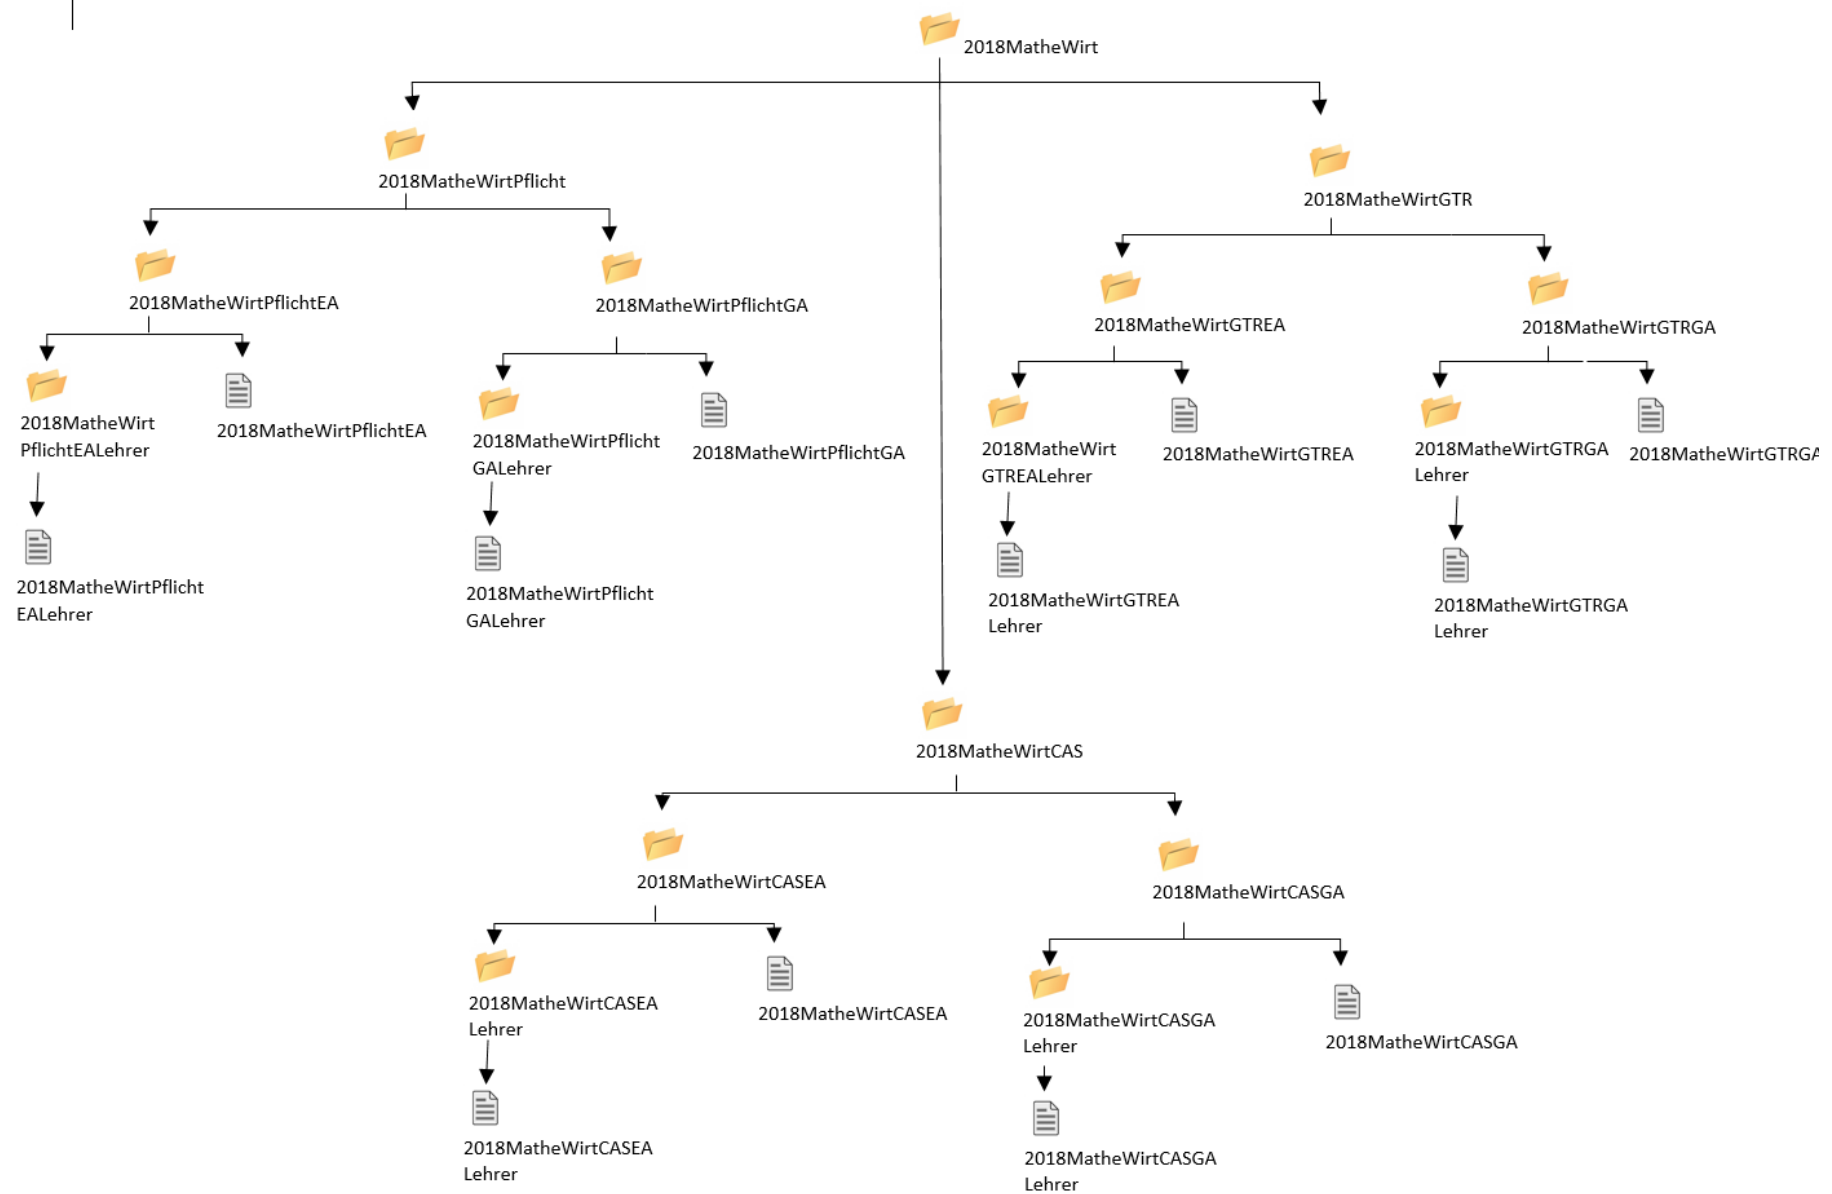 2018MatheWirt
2018MatheWirtPflicht
2018MatheWirtGTR
2018MatheWirtPflichtEA
2018MatheWirtPflichtGA
2018MatheWirtGTREA
2018MatheWirtGTRGA
2018MatheWirt
PflichtEALehrer
2018MatheWirtPflichtEA
2018MatheWirtPflicht
GALehrer
2018MatheWirtPflichtGA
2018MatheWirt
GTREALehrer
2018MatheWirtGTREA
2018MatheWirtGTRGA
Lehrer
2018MatheWirtGTRGA
2018MatheWirtPflicht
EALehrer
2018MatheWirtPflicht
GALehrer
2018MatheWirtGTREA
Lehrer
2018MatheWirtGTRGA
Lehrer
2018MatheWirtCAS
2018MatheWirtCASEA
2018MatheWirtCASGA
2018MatheWirtCASEA
Lehrer
2018MatheWirtCASEA
2018MatheWirtCASGA
Lehrer
2018MatheWirtCASGA
2018MatheWirtCASEA
Lehrer
2018MatheWirtCASGA
Lehrer